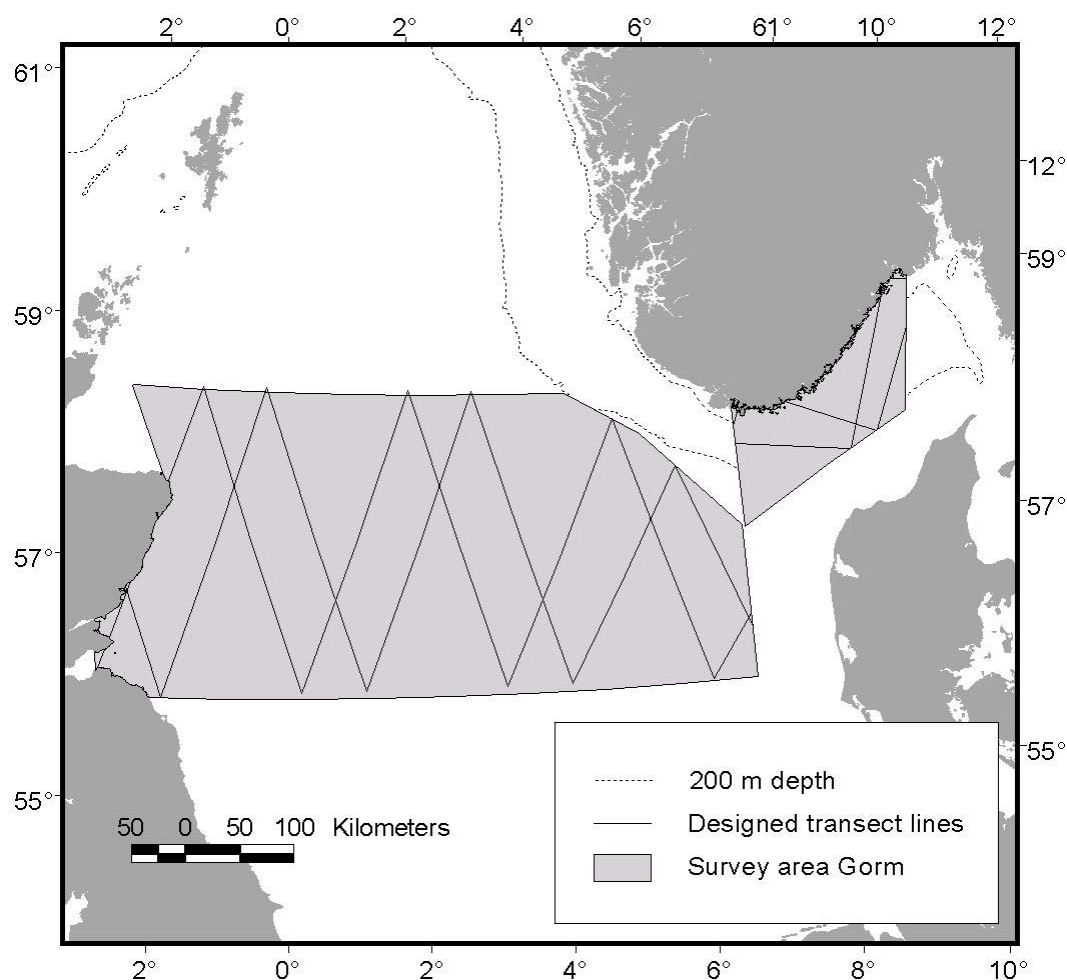 2° 0° 2° 4° 6° 61° 10° 12°
61°
12°
59°
59°
57°
57°
55°
55°
50 0 50 100 Kilometers
200 m depth
Designed transect lines
Survey area Gorm
2° 0° 2° 4° 6° 8° 10°